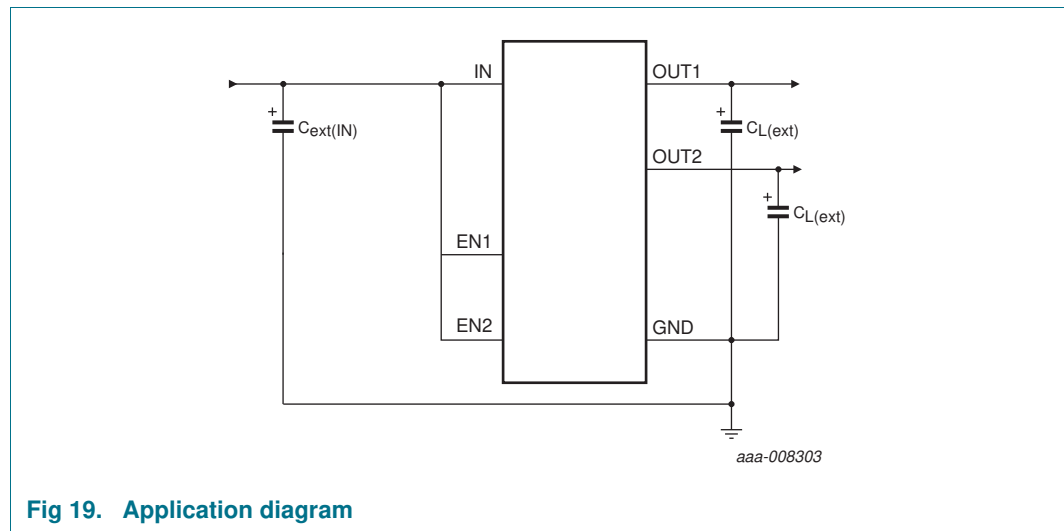 IN
OUT1
+
C_ext(IN)
+
C_L(ext)
OUT2
+
C_L(ext)
EN1
EN2
GND
aaa-008303
Fig 19. Application diagram